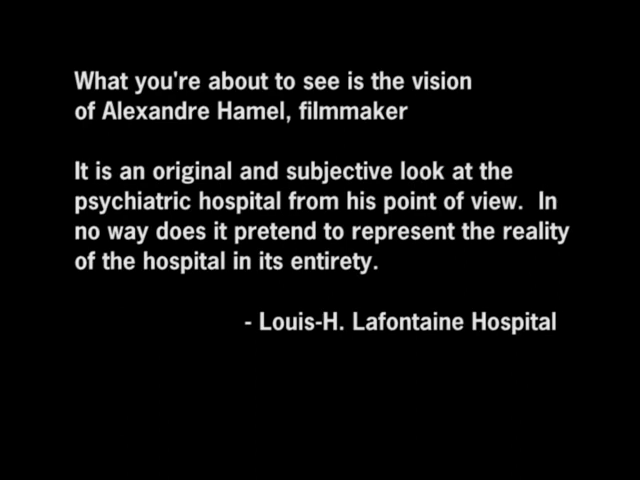 What you're about to see is the vision
of Alexandre Hamel, filmmaker
It is an original and subjective look at the
psychiatric hospital from his point of view.  In
no way does it pretend to represent the reality
of the hospital in its entirety.
- Louis-H. Lafontaine Hospital